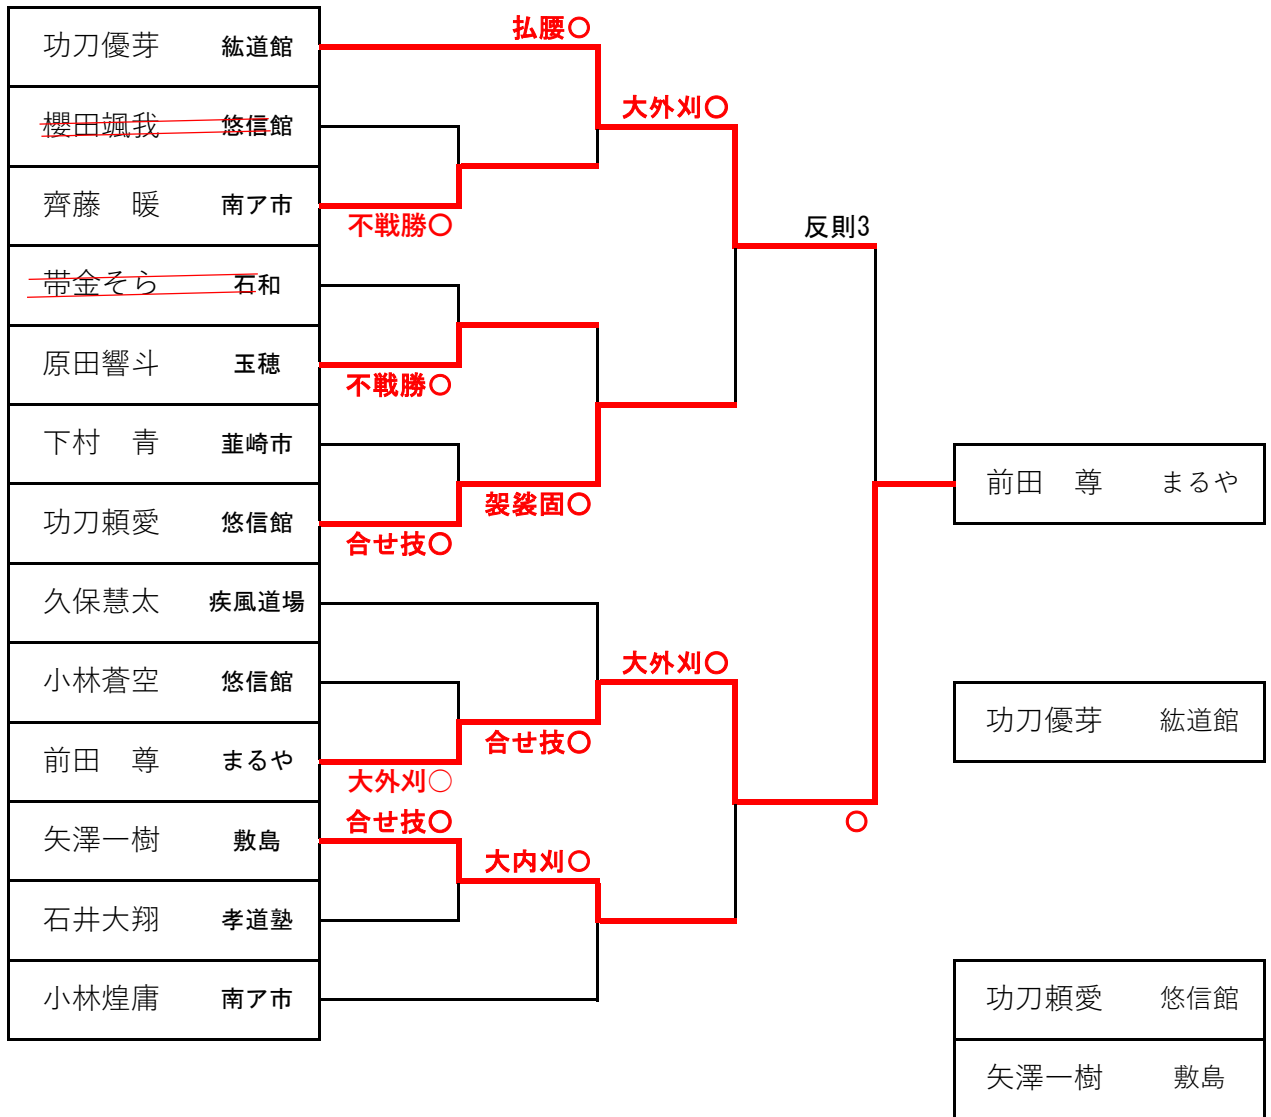 功刀優芽 紘道館
櫻田颯我 悠信館
齊藤　暖 南ア市
帯金そら 石和
原田響斗 玉穂
下村　青 韮崎市
功刀頼愛 悠信館
久保慧太 疾風道場
小林蒼空 悠信館
前田　尊 まるや
矢澤一樹 敷島
石井大翔 孝道塾
小林煌庸 南ア市
払腰〇
大外刈〇
不戦勝〇
反則3
不戦勝〇
袈裟固〇
合せ技〇
大外刈〇
合せ技〇
大外刈〇
合せ技〇
大内刈〇
〇
前田　尊 まるや
功刀優芽 紘道館
功刀頼愛 悠信館
矢澤一樹 敷島